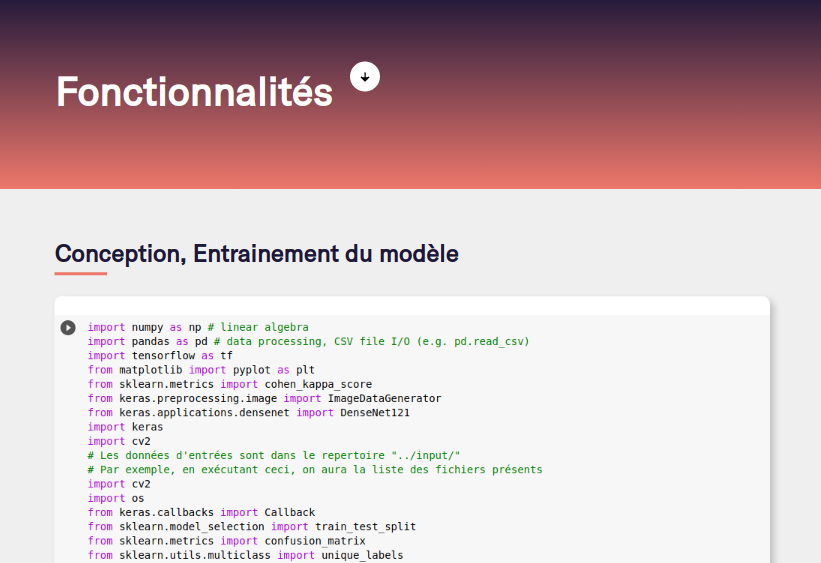 Fonctionnalités
Conception, Entrainement du modèle
import numpy as np # linear algebra
import pandas as pd # data processing, CSV file I/O (e.g. pd.read_csv)
import tensorflow as tf
from matplotlib import pyplot as plt
from sklearn.metrics import cohen_kappa_score
from keras.preprocessing.image import ImageDataGenerator
from keras.applications.densenet import DenseNet121
import keras
import cv2
# Les données d'entrées sont dans le repertoire "../input/"
# Par exemple, en exécutant ceci, on aura la liste des fichiers présents
import cv2
import os
from keras.callbacks import Callback
from sklearn.model_selection import train_test_split
from sklearn.metrics import confusion_matrix
from sklearn.utils.multiclass import unique_labels